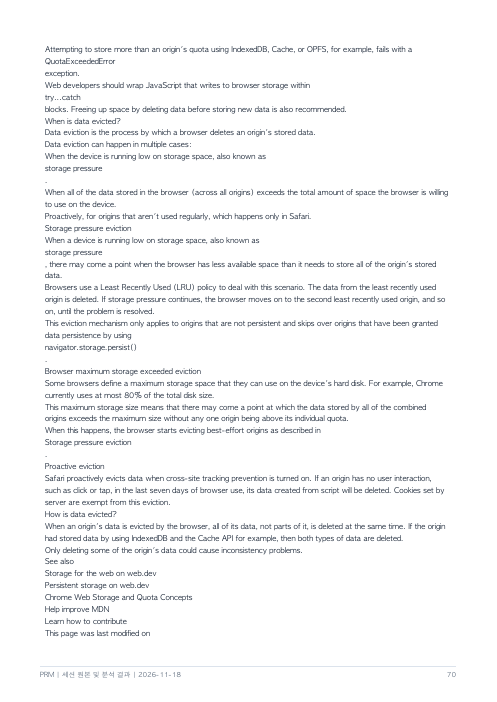 Attempting to store more than an origin's quota using IndexedDB, Cache, or OPFS, for example, fails with a
QuotaExceededError
exception.
Web developers should wrap JavaScript that writes to browser storage within
try...catch
blocks. Freeing up space by deleting data before storing new data is also recommended.
When is data evicted?
Data eviction is the process by which a browser deletes an origin's stored data.
Data eviction can happen in multiple cases:
When the device is running low on storage space, also known as
storage pressure
.
When all of the data stored in the browser (across all origins) exceeds the total amount of space the browser is willing
to use on the device.
Proactively, for origins that aren't used regularly, which happens only in Safari.
Storage pressure eviction
When a device is running low on storage space, also known as
storage pressure
, there may come a point when the browser has less available space than it needs to store all of the origin's stored
data.
Browsers use a Least Recently Used (LRU) policy to deal with this scenario. The data from the least recently used
origin is deleted. If storage pressure continues, the browser moves on to the second least recently used origin, and so
on, until the problem is resolved.
This eviction mechanism only applies to origins that are not persistent and skips over origins that have been granted
data persistence by using
navigator.storage.persist()
.
Browser maximum storage exceeded eviction
Some browsers define a maximum storage space that they can use on the device's hard disk. For example, Chrome
currently uses at most 80% of the total disk size.
This maximum storage size means that there may come a point at which the data stored by all of the combined
origins exceeds the maximum size without any one origin being above its individual quota.
When this happens, the browser starts evicting best-effort origins as described in
Storage pressure eviction
.
Proactive eviction
Safari proactively evicts data when cross-site tracking prevention is turned on. If an origin has no user interaction,
such as click or tap, in the last seven days of browser use, its data created from script will be deleted. Cookies set by
server are exempt from this eviction.
How is data evicted?
When an origin's data is evicted by the browser, all of its data, not parts of it, is deleted at the same time. If the origin
had stored data by using IndexedDB and the Cache API for example, then both types of data are deleted.
Only deleting some of the origin's data could cause inconsistency problems.
See also
Storage for the web on web.dev
Persistent storage on web.dev
Chrome Web Storage and Quota Concepts
Help improve MDN
Learn how to contribute
This page was last modified on
PRM | 세션 원본 및 분석 결과 | 2026-11-18
70